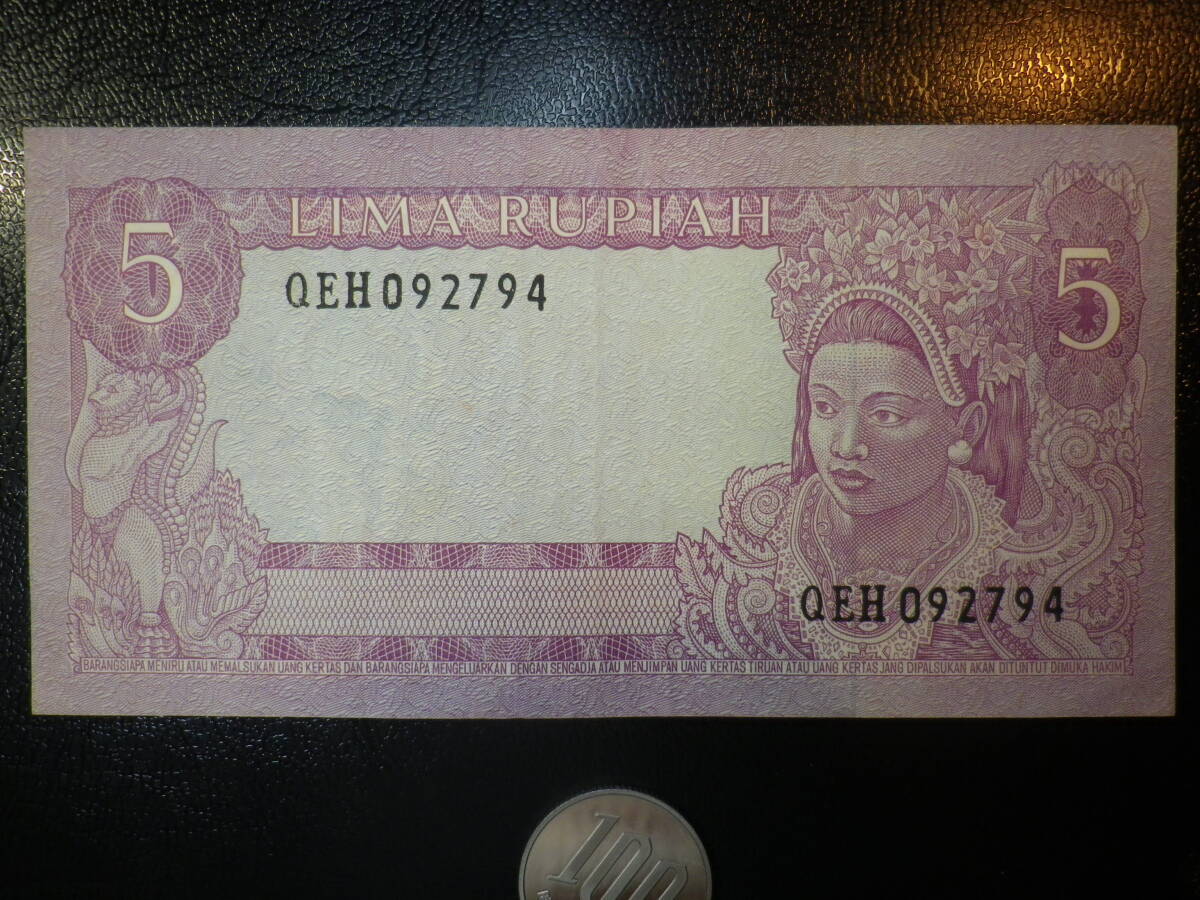 LIMA RUPIAH
5
5
QEH092794
QEH092794
BARANGSIAPA MENIRU ATAU MEMALSUKAN UANG KERTAS DAN BARANGSIAPA MENGELUARKAN DENGAN SENGADJA ATAU MENJIMPAN UANG KERTAS TIRUAN ATAU UANG KERTAS JANG DIPALSUKAN AKAN DITUNTUT DIMUKA HAKIM
100